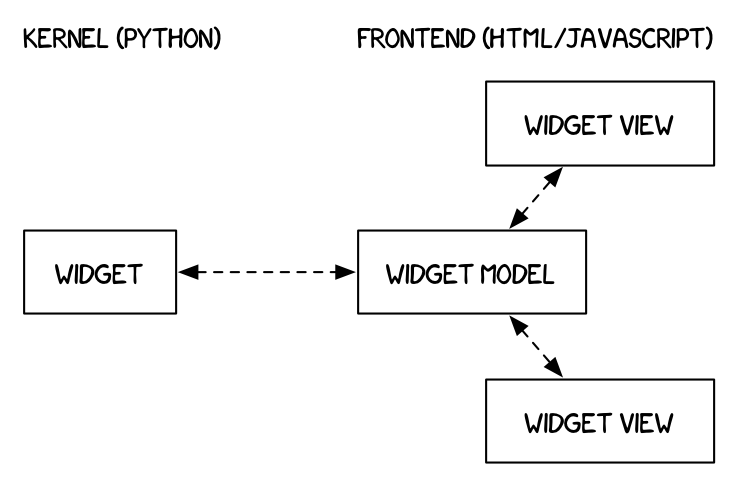 KERNEL (PYTHON)
FRONTEND (HTML/JAVASCRIPT)
WIDGET VIEW
WIDGET
WIDGET MODEL
WIDGET VIEW